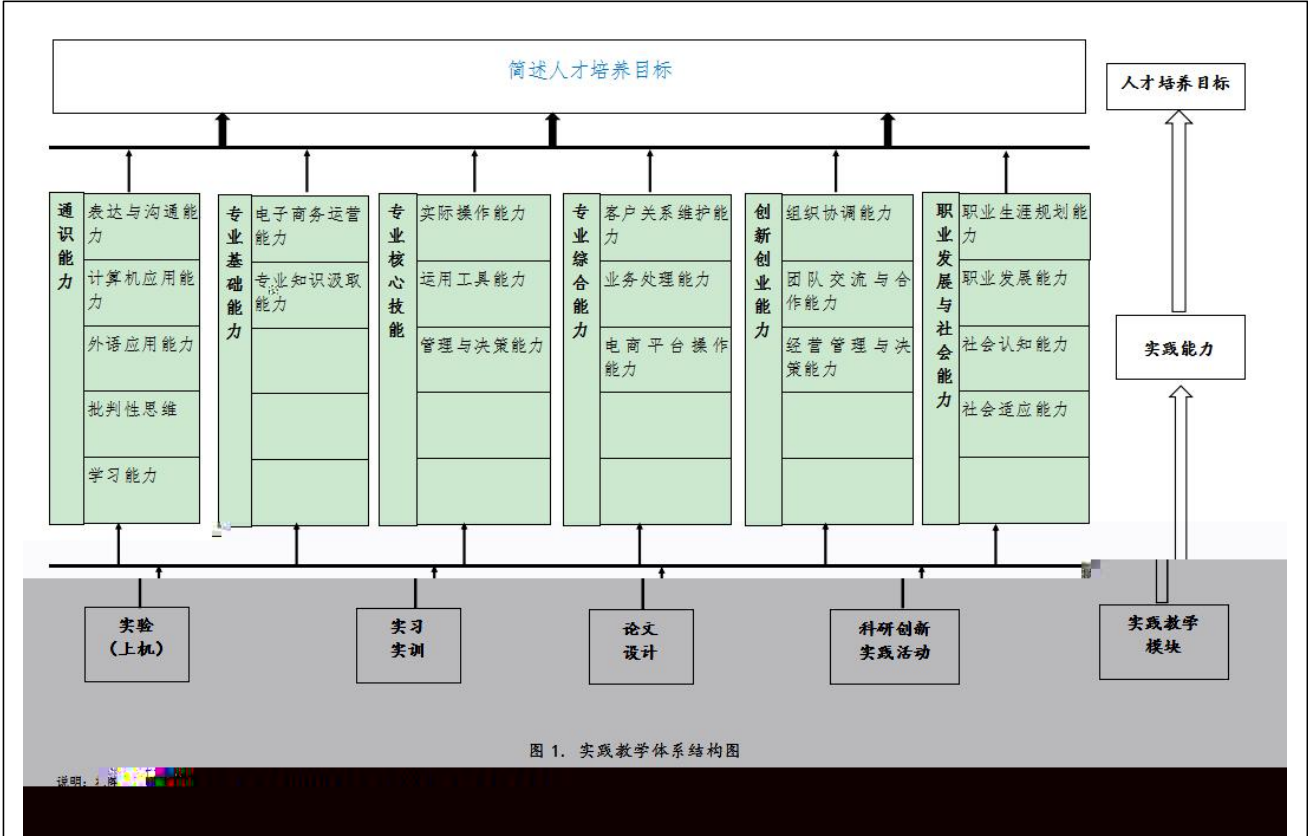 简述人才培养目标
人才培养目标
通识能力
表达与沟通能
力
计算机应用能
力
外语应用能力
批判性思维
学习能力
专业基础能力
电子商务运营
能力
专业知识汲取
能力
专业核心技能
实际操作能力
运用工具能力
管理与决策能力
专业综合能力
客户关系维护能
力
业务处理能力
电商平台操作
能力
创新创业能力
组织协调能力
团队交流与合
作能力
经营管理与决
策能力
职业发展与社会能力
职业生涯规划能
力
职业发展能力
社会认知能力
社会适应能力
实践能力
实验
（上机）
实习
实训
论文
设计
科研创新
实践活动
实践教学
模块
图 1. 实践教学体系结构图
说明：